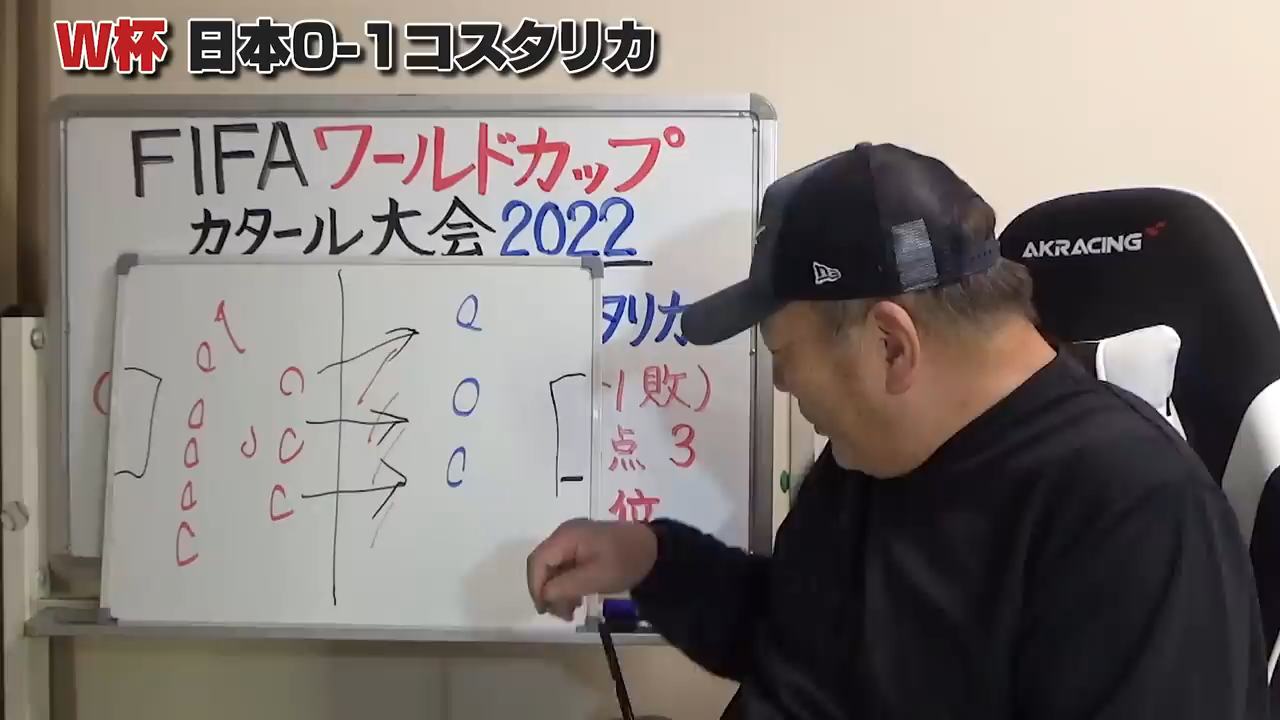 W杯 日本0-1コスタリカ
FIFAワールドカップ
カタール大会2022
タリカ
1敗)
点 3
位
AKRACING